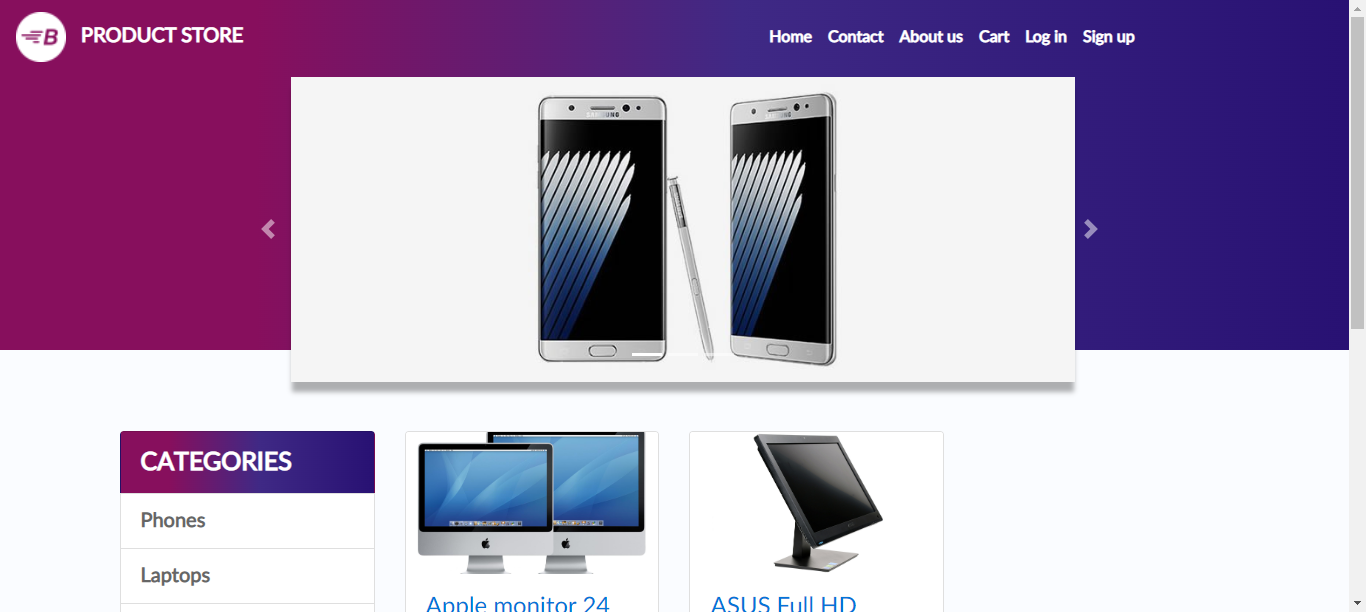 B PRODUCT STORE
Home Contact About us Cart Log in Sign up
SAMSUNG SAMSUNG
CATEGORIES
Phones
Laptops
Apple monitor 24
ASUS Full HD